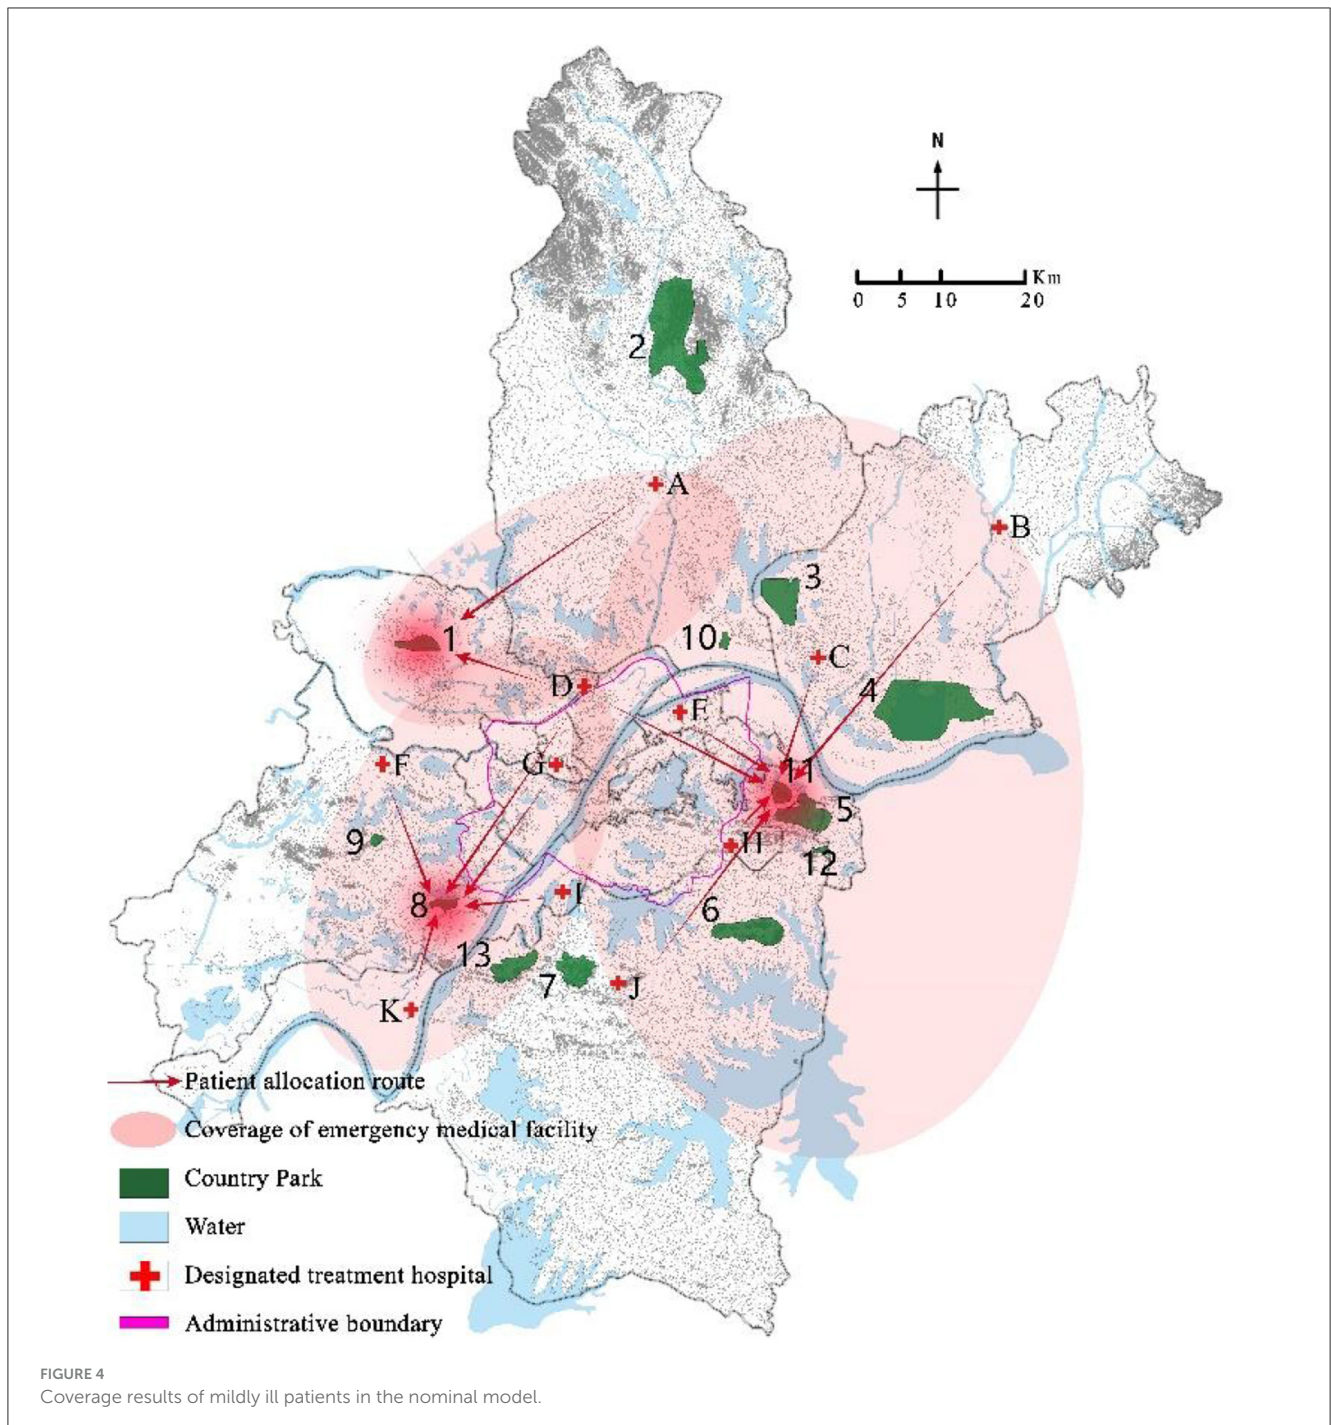 N
Km
0 5 10 20
2
A
B
3
1
10
C
D
4
E
F
G
11
5
9
H
12
8
I
6
13
7
J
K
Patient allocation route
Coverage of emergency medical facility
Country Park
Water
Designated treatment hospital
Administrative boundary
FIGURE 4
Coverage results of mildly ill patients in the nominal model.